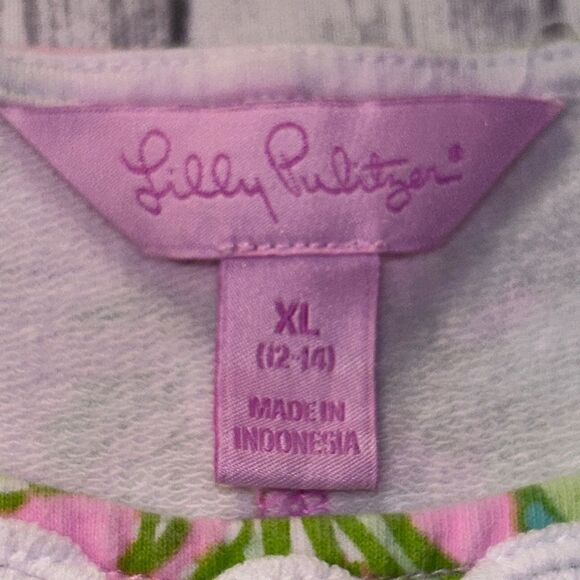 Lilly Pulitzer®
XL
(12-14)
MADE IN
INDONESIA